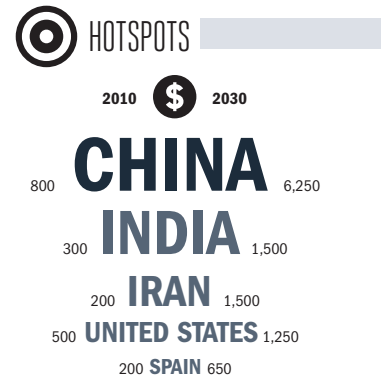 HOTSPOTS
2010 $ 2030
800 CHINA 6,250
300 INDIA 1,500
200 IRAN 1,500
500 UNITED STATES 1,250
200 SPAIN 650